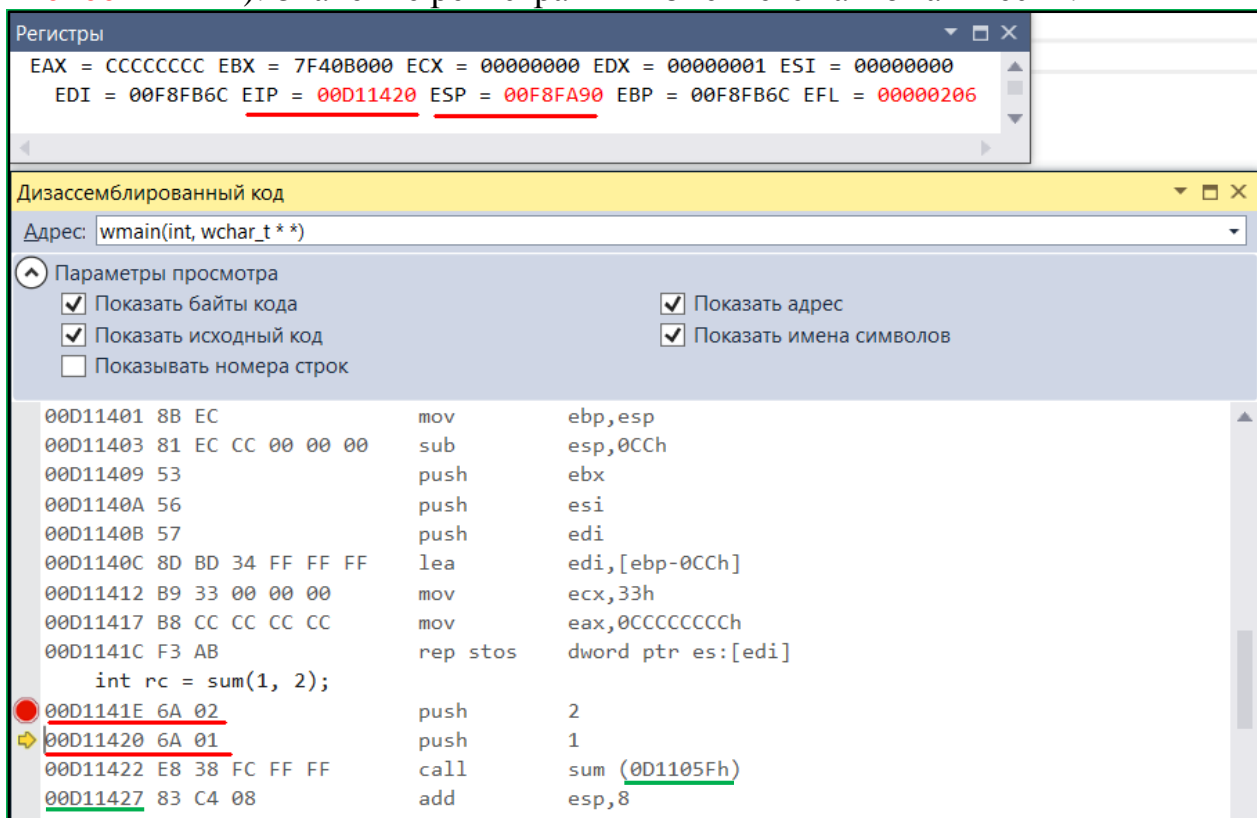 Регистры
EAX = CCCCCCCC EBX = 7F40B000 ECX = 00000000 EDX = 00000001 ESI = 00000000
EDI = 00F8FB6C EIP = 00D11420 ESP = 00F8FA90 EBP = 00F8FB6C EFL = 00000206
Дизассемблированный код
Адрес: wmain(int, wchar_t * *)
Параметры просмотра
Показать байты кода Показать адрес
Показать исходный код Показать имена символов
Показывать номера строк
00D11401 8B EC mov ebp,esp
00D11403 81 EC CC 00 00 00 sub esp,0CCh
00D11409 53 push ebx
00D1140A 56 push esi
00D1140B 57 push edi
00D1140C 8D BD 34 FF FF FF lea edi,[ebp-0CCh]
00D11412 B9 33 00 00 00 mov ecx,33h
00D11417 B8 CC CC CC CC mov eax,0CCCCCCCCh
00D1141C F3 AB rep stos dword ptr es:[edi]
int rc = sum(1, 2);
00D1141E 6A 02 push 2
00D11420 6A 01 push 1
00D11422 E8 38 FC FF FF call sum (0D1105Fh)
00D11427 83 C4 08 add esp,8